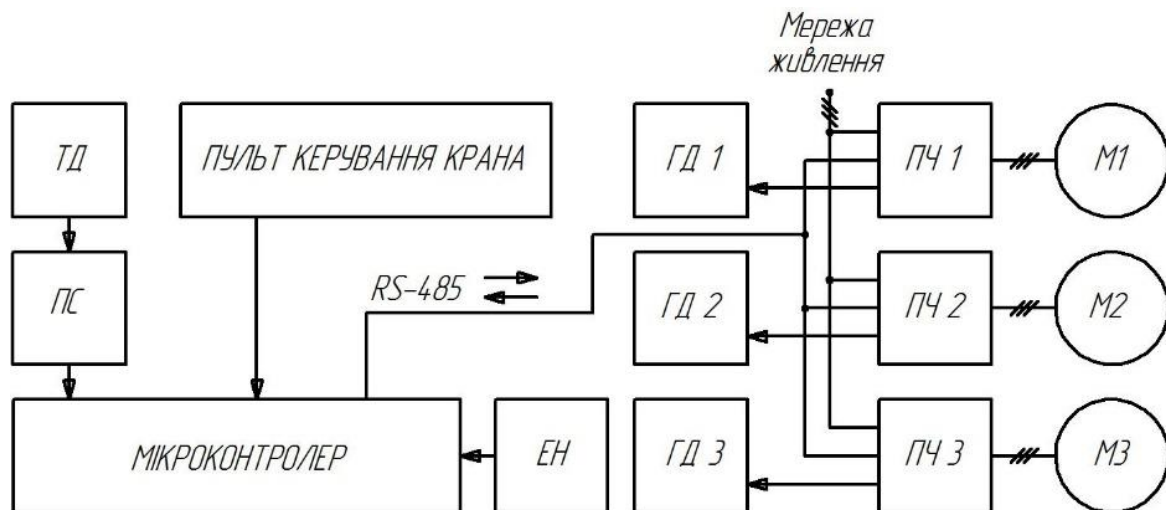 Мережа
живлення
ТД
ПУЛЬТ КЕРУВАННЯ КРАНА
ГД 1
ПЧ 1
М1
ПС
RS-485
ГД 2
ПЧ 2
М2
МІКРОКОНТРОЛЕР
ЕН
ГД 3
ПЧ 3
М3